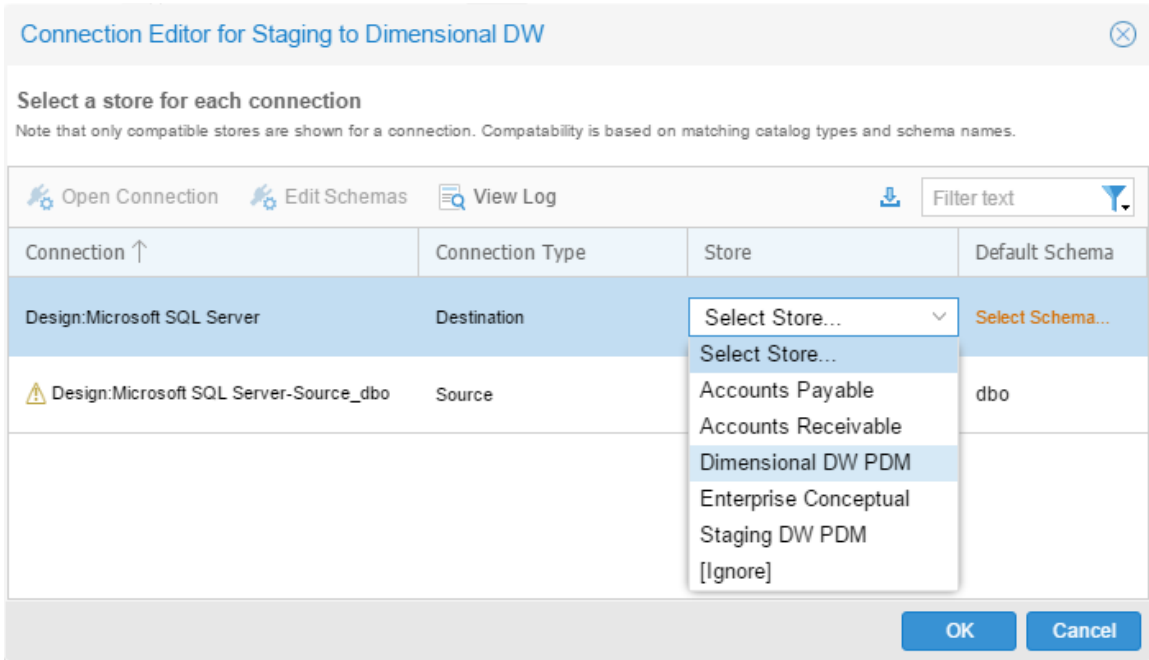 Connection Editor for Staging to Dimensional DW
Select a store for each connection
Note that only compatible stores are shown for a connection. Compatability is based on matching catalog types and schema names.
Open Connection Edit Schemas View Log Filter text
Connection ↑ Connection Type Store Default Schema
Design:Microsoft SQL Server Destination Select Store... Select Schema...
Select Store...
Design:Microsoft SQL Server-Source_dbo Source Accounts Payable dbo
Accounts Receivable
Dimensional DW PDM
Enterprise Conceptual
Staging DW PDM
[Ignore]
OK Cancel